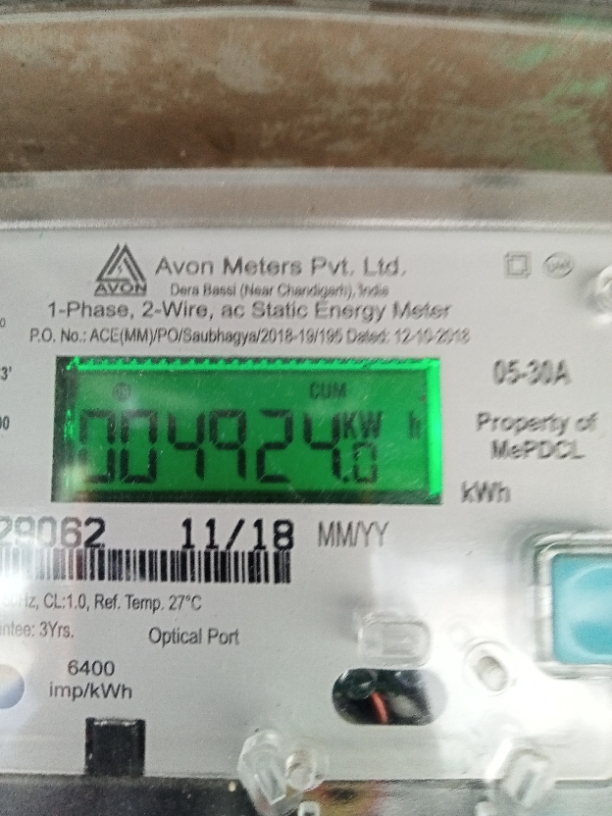 Avon Meters Pvt. Ltd.
AVON
Dera Bassi (Near Chandigarh), India
1-Phase, 2-Wire, ac Static Energy Meter
P.O. No.: ACE(MM)/PO/Saubhagya/2018-19/195 Dated: 12-10-2018
05-30A
CUM
004924.0 KW h
Property of
MePDCL
kWh
29062 11/18 MM/YY
Hz, CL:1.0, Ref. Temp. 27°C
ntee: 3Yrs.
Optical Port
6400
imp/kWh